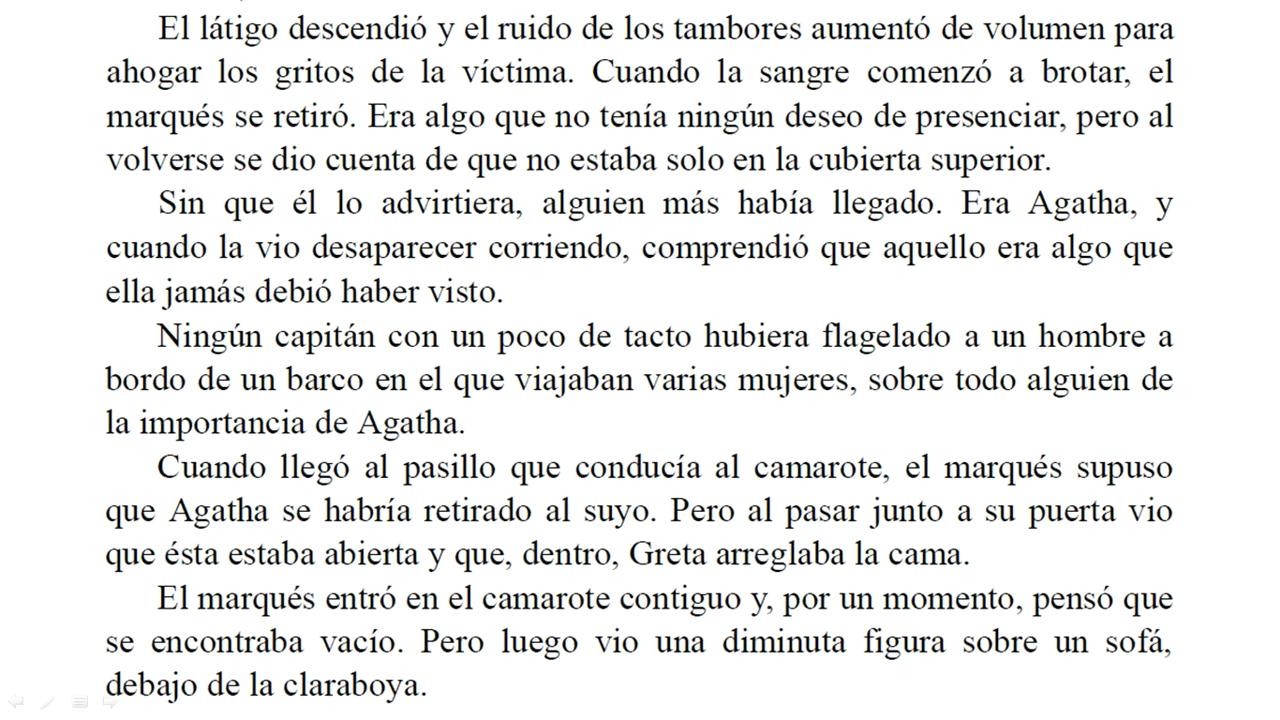 El látigo descendió y el ruido de los tambores aumentó de volumen para
ahogar los gritos de la víctima. Cuando la sangre comenzó a brotar, el
marqués se retiró. Era algo que no tenía ningún deseo de presenciar, pero al
volverse se dio cuenta de que no estaba solo en la cubierta superior.
Sin que él lo advirtiera, alguien más había llegado. Era Agatha, y
cuando la vio desaparecer corriendo, comprendió que aquello era algo que
ella jamás debió haber visto.
Ningún capitán con un poco de tacto hubiera flagelado a un hombre a
bordo de un barco en el que viajaban varias mujeres, sobre todo alguien de
la importancia de Agatha.
Cuando llegó al pasillo que conducía al camarote, el marqués supuso
que Agatha se habría retirado al suyo. Pero al pasar junto a su puerta vio
que ésta estaba abierta y que, dentro, Greta arreglaba la cama.
El marqués entró en el camarote contiguo y, por un momento, pensó que
se encontraba vacío. Pero luego vio una diminuta figura sobre un sofá,
debajo de la claraboya.